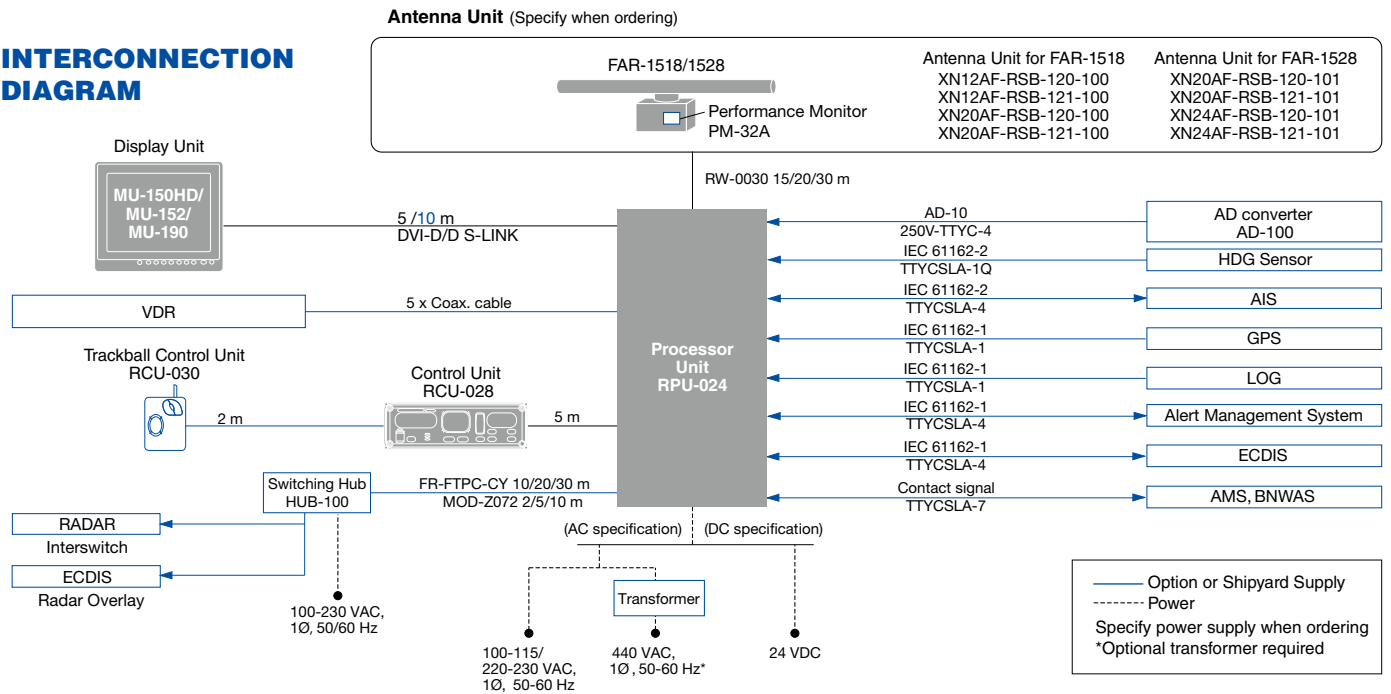 Antenna Unit (Specify when ordering)
INTERCONNECTION
DIAGRAM
FAR-1518/1528
Performance Monitor
PM-32A
Antenna Unit for FAR-1518
XN12AF-RSB-120-100
XN12AF-RSB-121-100
XN20AF-RSB-120-100
XN20AF-RSB-121-100
Antenna Unit for FAR-1528
XN20AF-RSB-120-101
XN20AF-RSB-121-101
XN24AF-RSB-120-101
XN24AF-RSB-121-101
RW-0030 15/20/30 m
Display Unit
MU-150HD/
MU-152/
MU-190
5 /10 m
DVI-D/D S-LINK
VDR
5 x Coax. cable
Trackball Control Unit
RCU-030
2 m
Control Unit
RCU-028
5 m
Switching Hub
HUB-100
FR-FTPC-CY 10/20/30 m
MOD-Z072 2/5/10 m
RADAR
Interswitch
ECDIS
Radar Overlay
100-230 VAC,
1Ø, 50/60 Hz
Processor
Unit
RPU-024
AD-10
250V-TTYC-4
AD converter
AD-100
IEC 61162-2
TTYCSLA-1Q
HDG Sensor
IEC 61162-2
TTYCSLA-4
AIS
IEC 61162-1
TTYCSLA-1
GPS
IEC 61162-1
TTYCSLA-1
LOG
IEC 61162-1
TTYCSLA-4
Alert Management System
IEC 61162-1
TTYCSLA-4
ECDIS
Contact signal
TTYCSLA-7
AMS, BNWAS
(AC specification)
(DC specification)
Transformer
100-115/
220-230 VAC,
1Ø, 50-60 Hz
440 VAC,
1Ø, 50-60 Hz*
24 VDC
Option or Shipyard Supply
Power
Specify power supply when ordering
*Optional transformer required